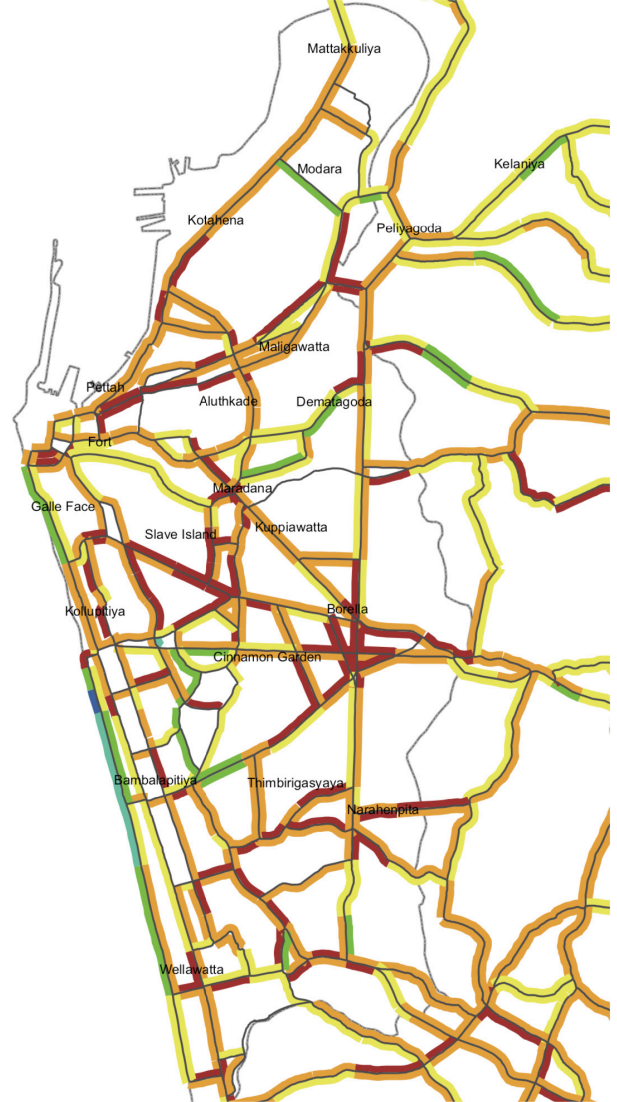 Mattakkuliya
Kelaniya
Modara
Kotahena
Peliyagoda
Maligawatta
Pettah
Aluthkade
Dematagoda
Fort
Maradana
Galle Face
Kuppiawatta
Slave Island
Kollupitiya
Borella
Cinnamon Garden
Bambalapitiya
Thimbirigasyaya
Narahenpita
Wellawatta